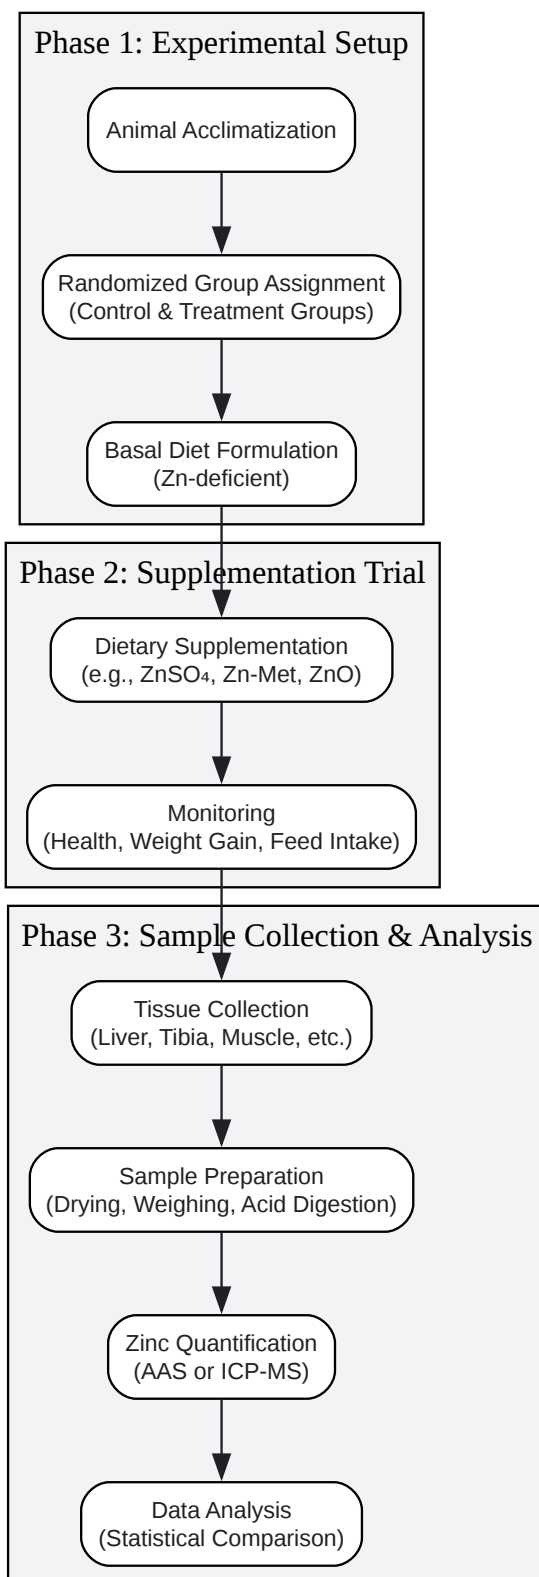 Phase 1: Experimental Setup
Animal Acclimatization
Randomized Group Assignment
(Control & Treatment Groups)
Basal Diet Formulation
(Zn-deficient)
Phase 2: Supplementation Trial
Dietary Supplementation
(e.g., ZnSO₄, Zn-Met, ZnO)
Monitoring
(Health, Weight Gain, Feed Intake)
Phase 3: Sample Collection & Analysis
Tissue Collection
(Liver, Tibia, Muscle, etc.)
Sample Preparation
(Drying, Weighing, Acid Digestion)
Zinc Quantification
(AAS or ICP-MS)
Data Analysis
(Statistical Comparison)